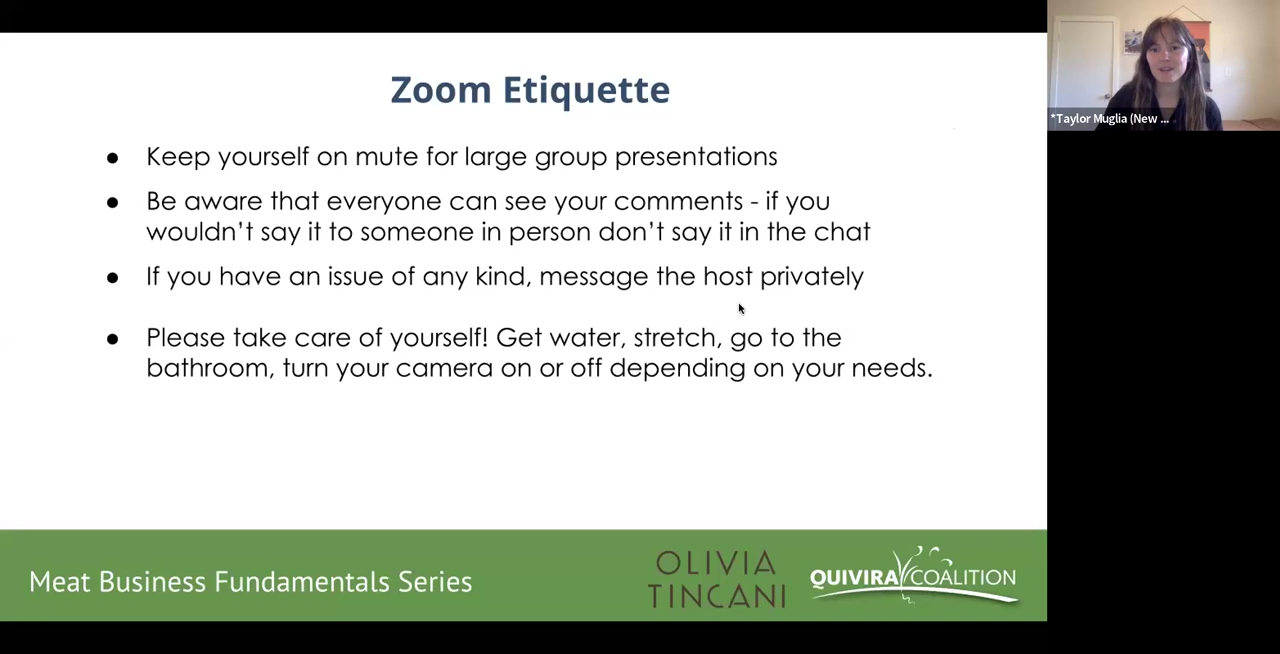 Zoom Etiquette
*Taylor Muglia (New ...
● Keep yourself on mute for large group presentations
● Be aware that everyone can see your comments - if you
wouldn't say it to someone in person don't say it in the chat
● If you have an issue of any kind, message the host privately
● Please take care of yourself! Get water, stretch, go to the
bathroom, turn your camera on or off depending on your needs.
Meat Business Fundamentals Series
OLIVIA
TINCANI
QUIVIRA COALITION